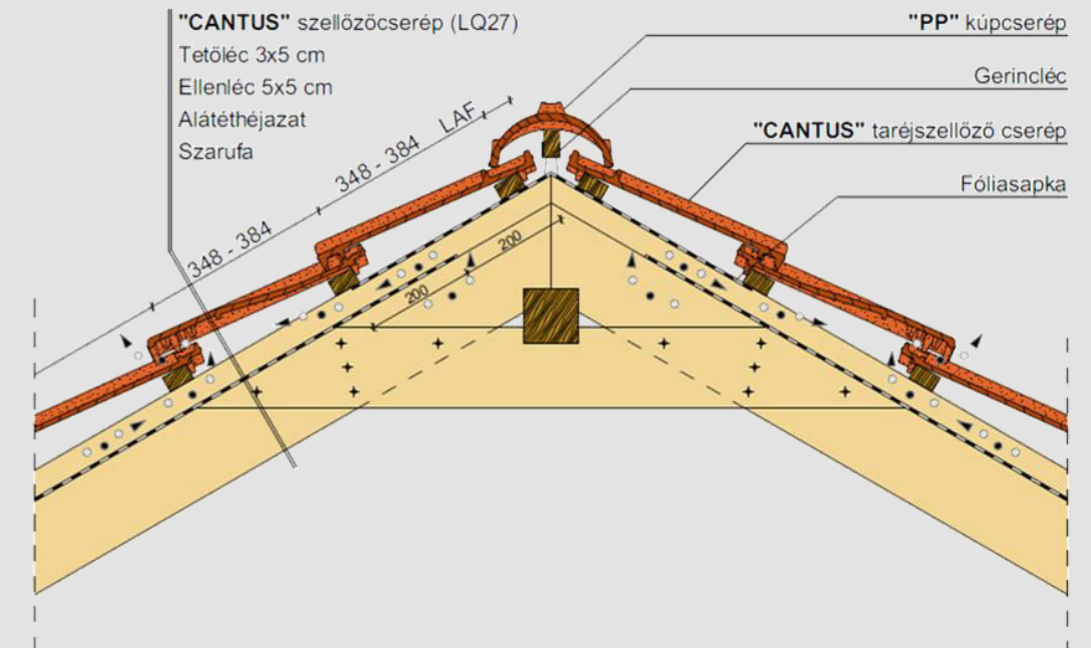 "CANTUS" szellőzőcserép (LQ27)
Tetőléc 3x5 cm
Ellenléc 5x5 cm
Alátéthéjazat
Szarufa
"PP" kúpcserép
Gerincléc
"CANTUS" taréjszellőző cserép
Fóliasapka
LAF
348 - 384
348 - 384
200
200